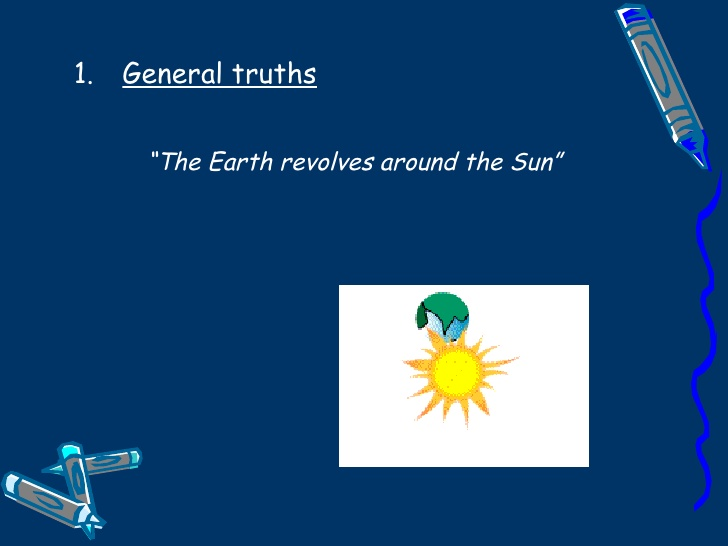 1. General truths
“The Earth revolves around the Sun”